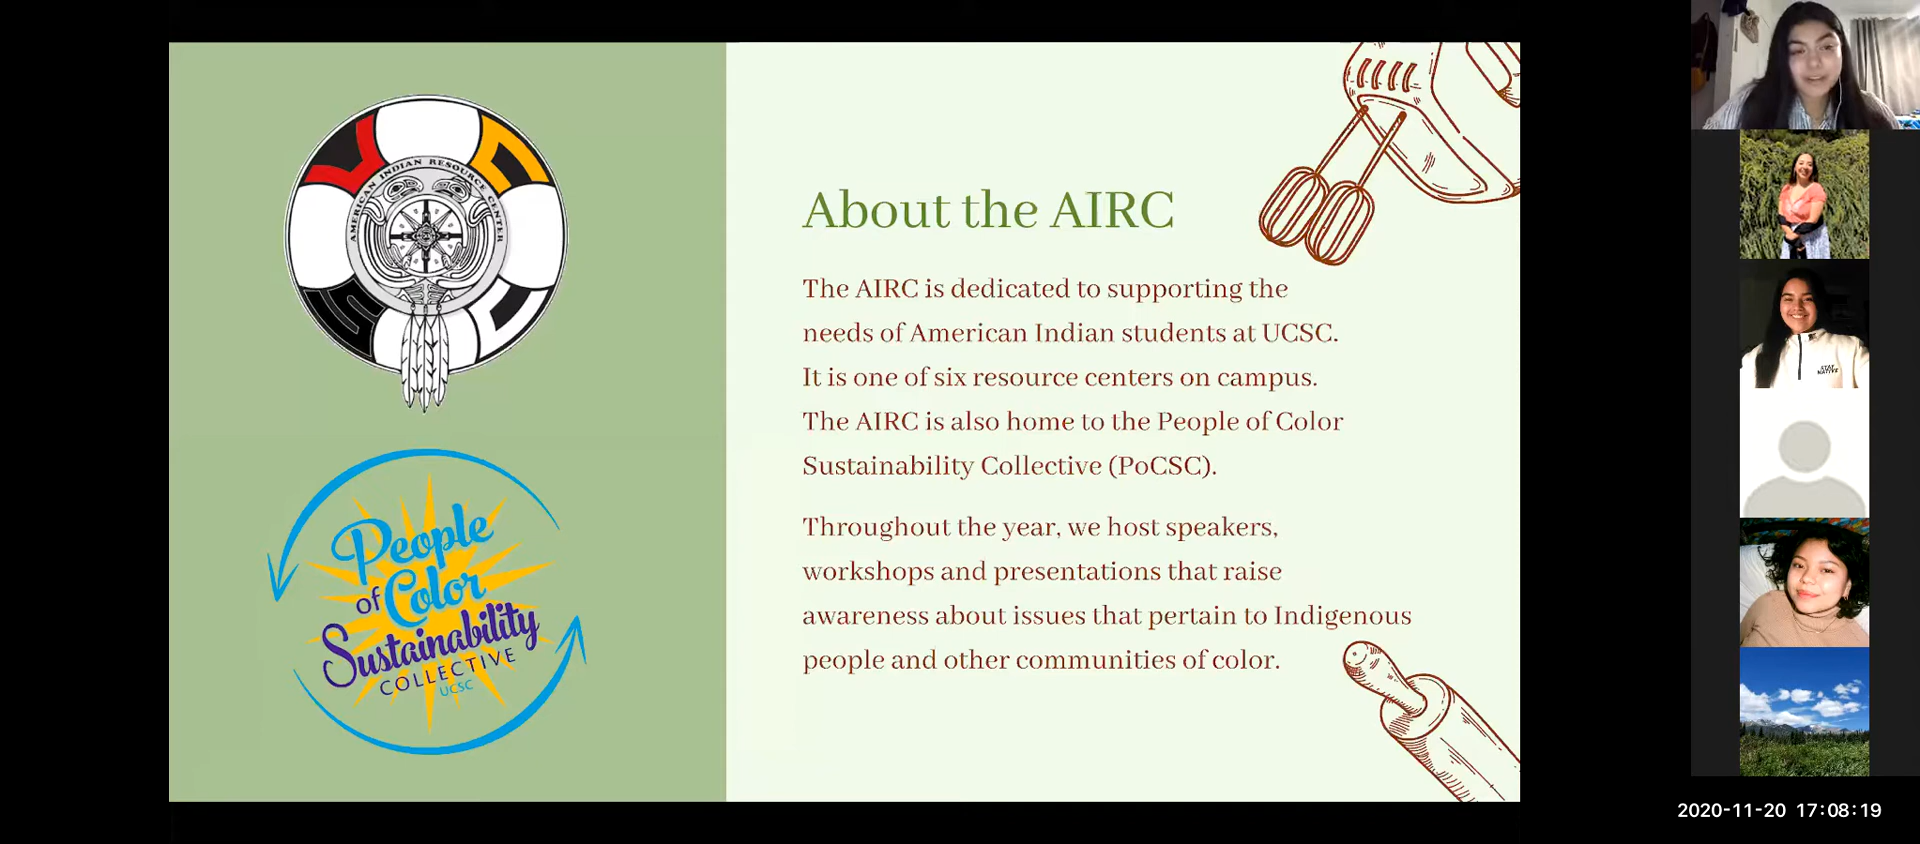 AMERICAN INDIAN RESOURCE CENTER
People
of Color
Sustainability
COLLECTIVE
UCSC
About the AIRC
The AIRC is dedicated to supporting the
needs of American Indian students at UCSC.
It is one of six resource centers on campus.
The AIRC is also home to the People of Color
Sustainability Collective (PoCSC).
Throughout the year, we host speakers,
workshops and presentations that raise
awareness about issues that pertain to Indigenous
people and other communities of color.
STAY
NATIVE
2020-11-20 17:08:19